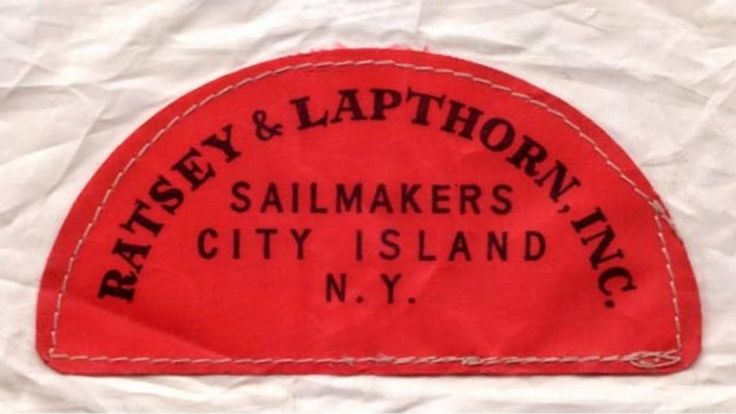 RATSEY & LAPTHORN, INC.
SAILMAKERS
CITY ISLAND
N.Y.